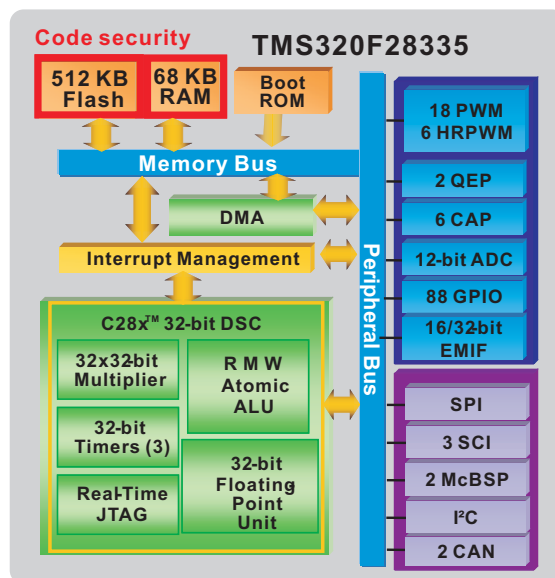 Code security
TMS320F28335
512 KB
Flash
68 KB
RAM
Boot
ROM
Memory Bus
DMA
Interrupt Management
C28x™ 32-bit DSC
32x32-bit
Multiplier
R M W
Atomic
ALU
32-bit
Timers (3)
32-bit
Floating-
Point
Unit
Real-Time
JTAG
Peripheral Bus
18 PWM
6 HRPWM
2 QEP
6 CAP
12-bit ADC
88 GPIO
16/32-bit
EMIF
SPI
3 SCI
2 McBSP
I²C
2 CAN